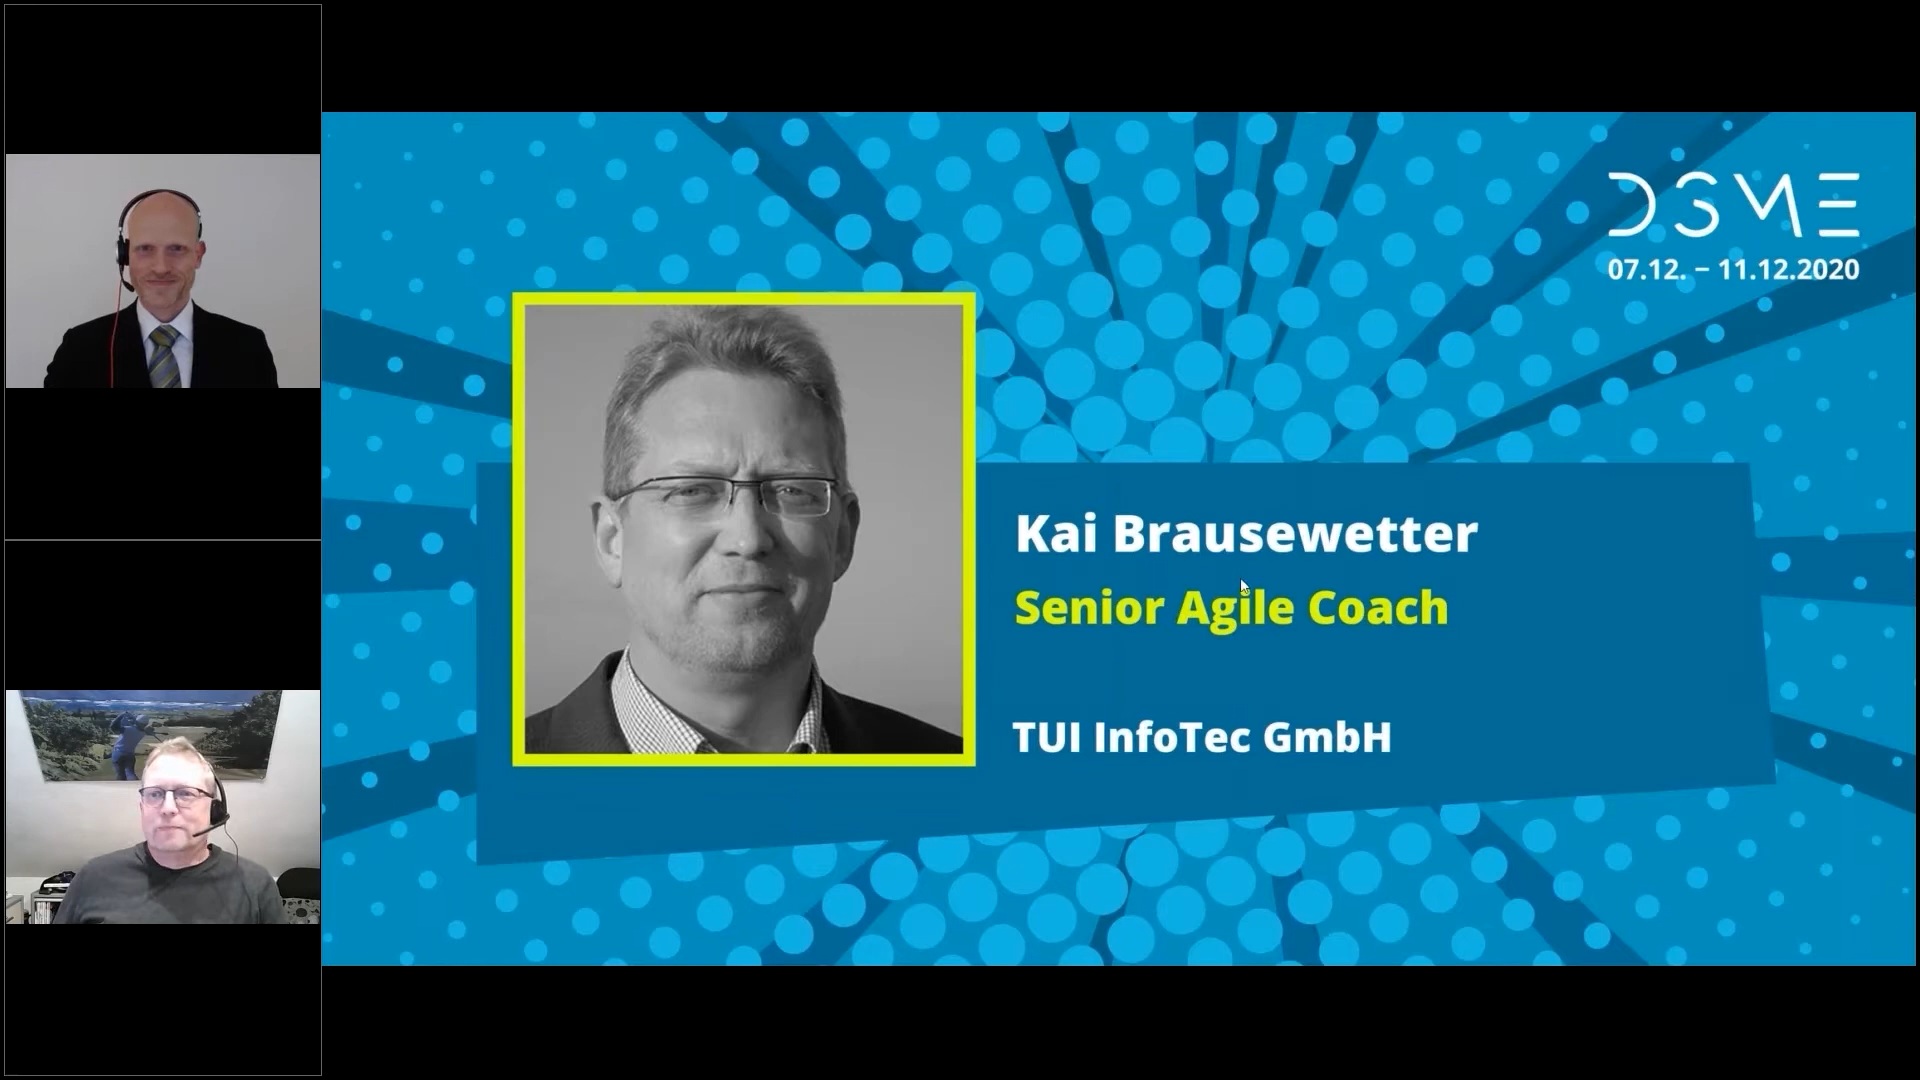 DSME
07.12. – 11.12.2020
Kai Brausewetter
Senior Agile Coach
TUI InfoTec GmbH